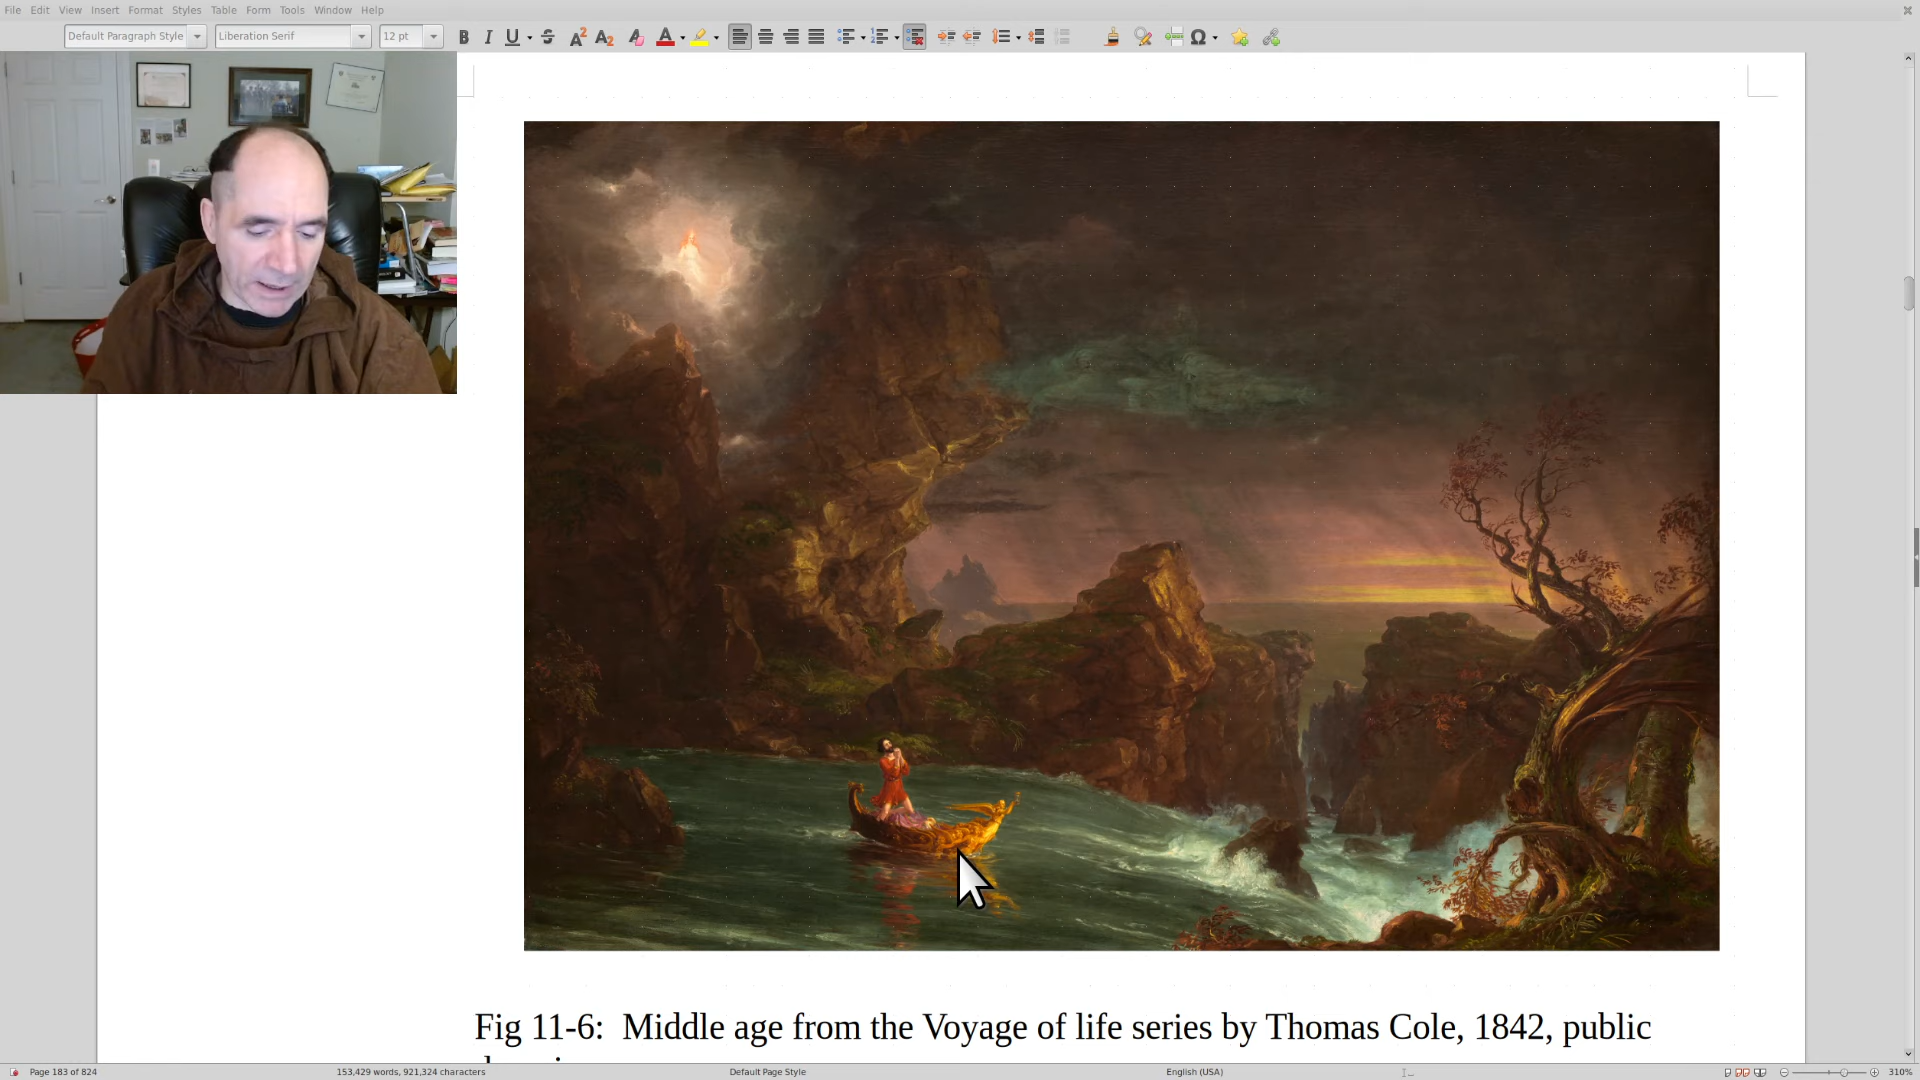 File Edit View Insert Format Styles Table Form Tools Window Help
Default Paragraph Style Liberation Serif 12 pt
Fig 11-6: Middle age from the Voyage of life series by Thomas Cole, 1842, public
Page 183 of 824 153,429 words, 921,324 characters Default Page Style English (USA) 310%